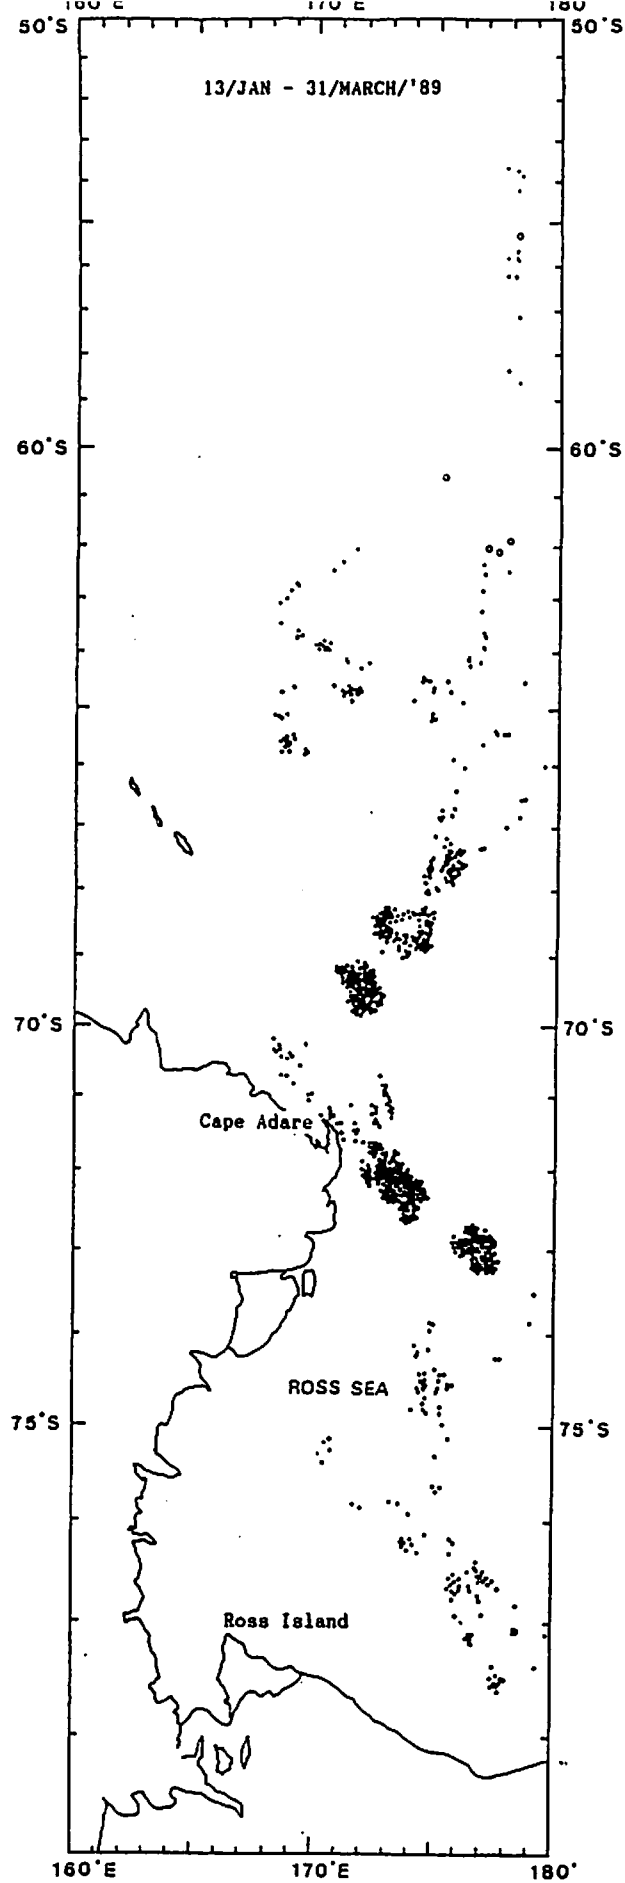 160°E 170°E 180°
50°S 50°S
13/JAN - 31/MARCH/'89
60°S 60°S
70°S 70°S
Cape Adare
ROSS SEA
75°S 75°S
Ross Island
160°E 170°E 180°